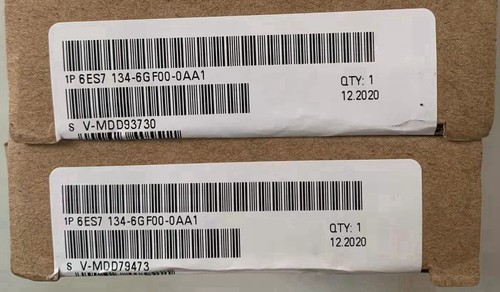 1P 6ES7 134-6GF00-0AA1
QTY: 1
12.2020
S V-MDD93730
1P 6ES7 134-6GF00-0AA1
QTY: 1
12.2020
S V-MDD79473